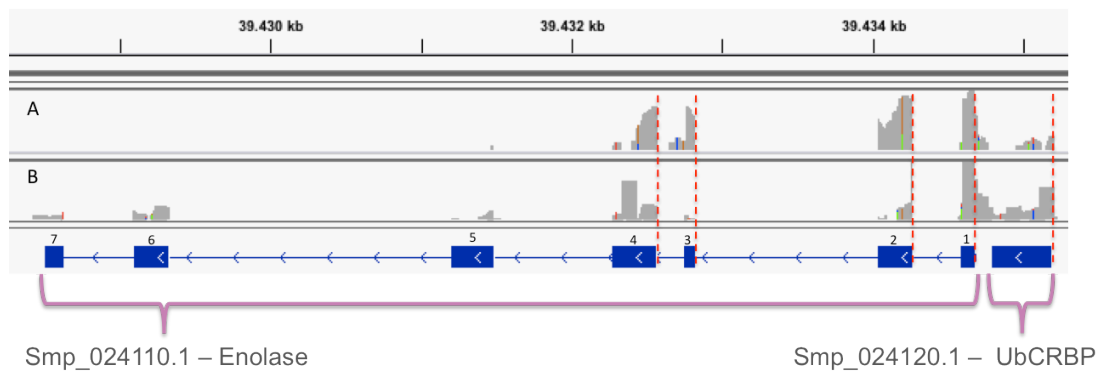 39.430 kb 39.432 kb 39.434 kb
A
B
7 6 5 4 3 2 1
Smp_024110.1 – Enolase Smp_024120.1 – UbCRBP